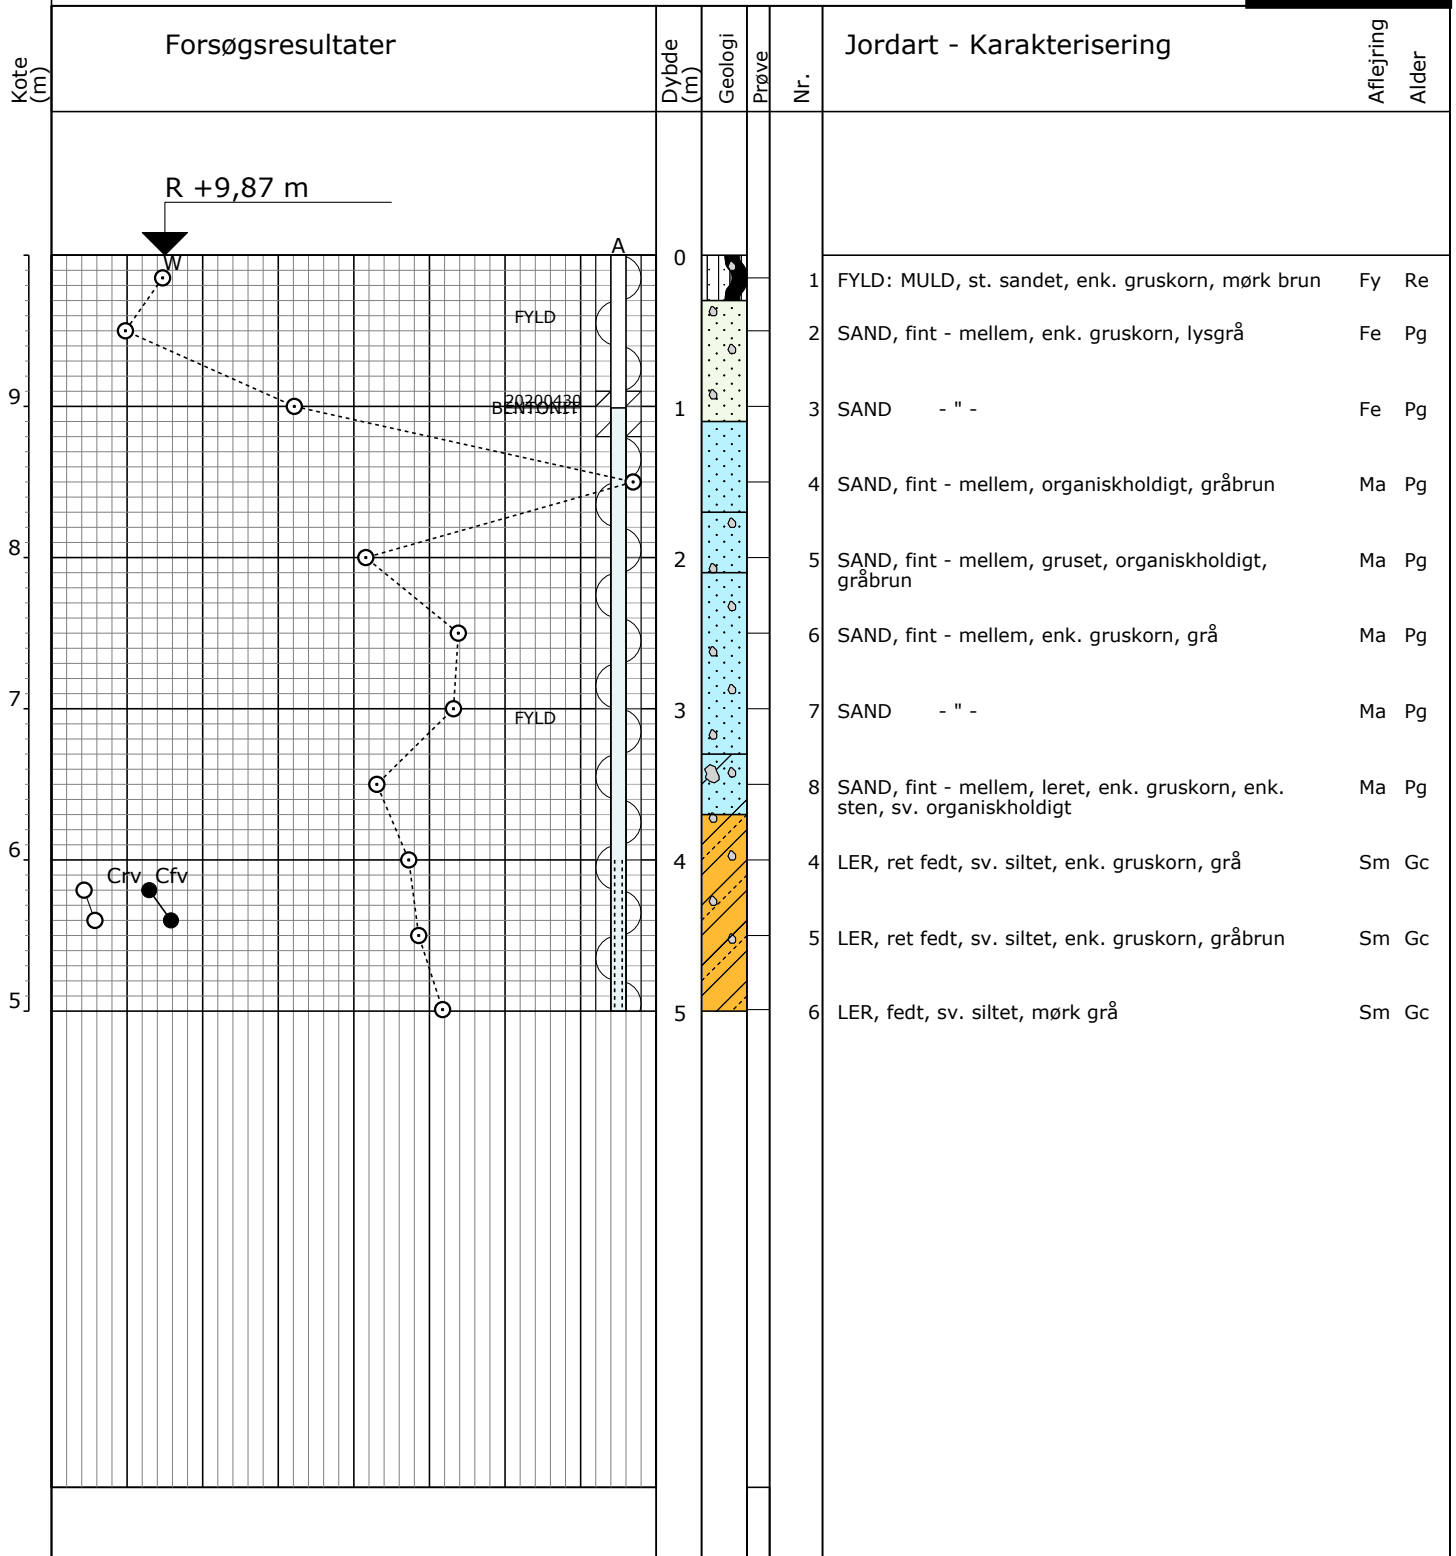 Kote (m)
Forsøgsresultater
Dybde (m)
Geologi
Prøve
Nr.
Jordart - Karakterisering
Aflejring
Alder
R +9,87 m
W
A
0
1 FYLD: MULD, st. sandet, enk. gruskorn, mørk brun Fy Re
FYLD
2 SAND, fint - mellem, enk. gruskorn, lysgrå Fe Pg
9
20200430
BENTONIT
1
3 SAND - " - Fe Pg
4 SAND, fint - mellem, organiskholdigt, gråbrun Ma Pg
8
2
5 SAND, fint - mellem, gruset, organiskholdigt, Ma Pg
gråbrun
6 SAND, fint - mellem, enk. gruskorn, grå Ma Pg
7
FYLD
3
7 SAND - " - Ma Pg
8 SAND, fint - mellem, leret, enk. gruskorn, enk. Ma Pg
sten, sv. organiskholdigt
6
4
4 LER, ret fedt, sv. siltet, enk. gruskorn, grå Sm Gc
Crv Cfv
5 LER, ret fedt, sv. siltet, enk. gruskorn, gråbrun Sm Gc
5
5
6 LER, fedt, sv. siltet, mørk grå Sm Gc